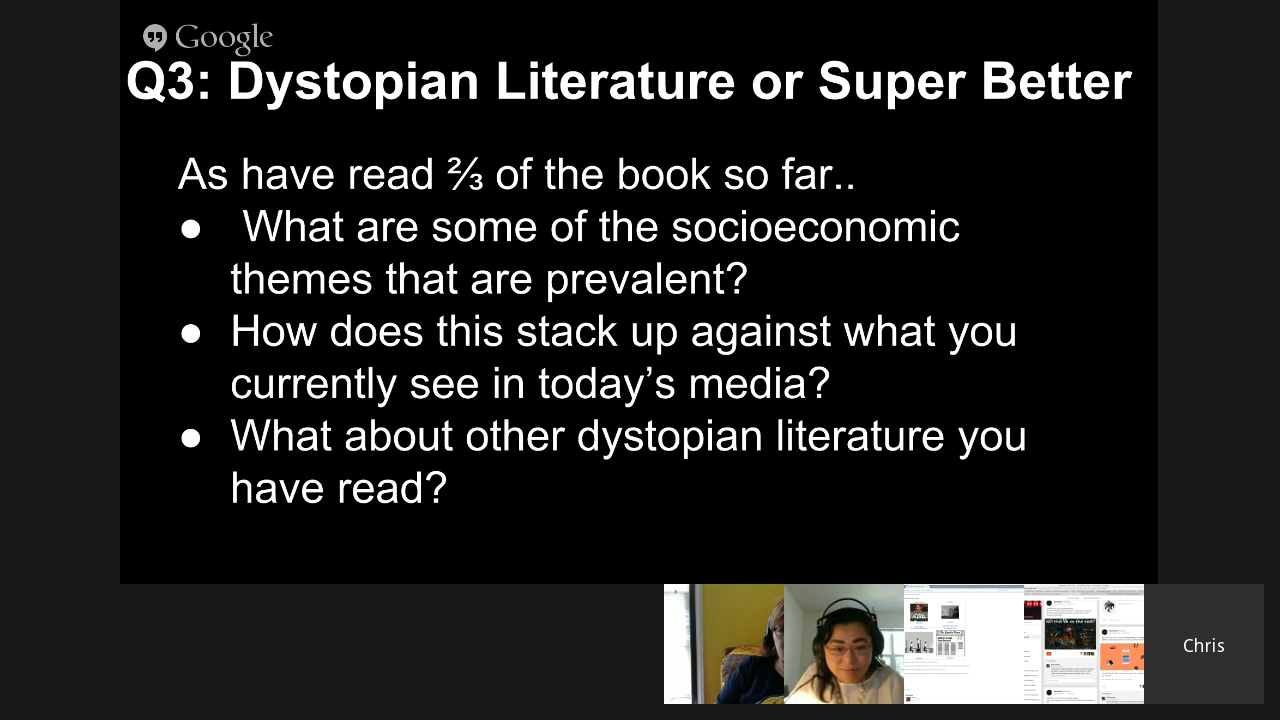 Google
Q3: Dystopian Literature or Super Better
As have read ⅔ of the book so far..
● What are some of the socioeconomic
themes that are prevalent?
● How does this stack up against what you
currently see in today’s media?
● What about other dystopian literature you
have read?
Chris